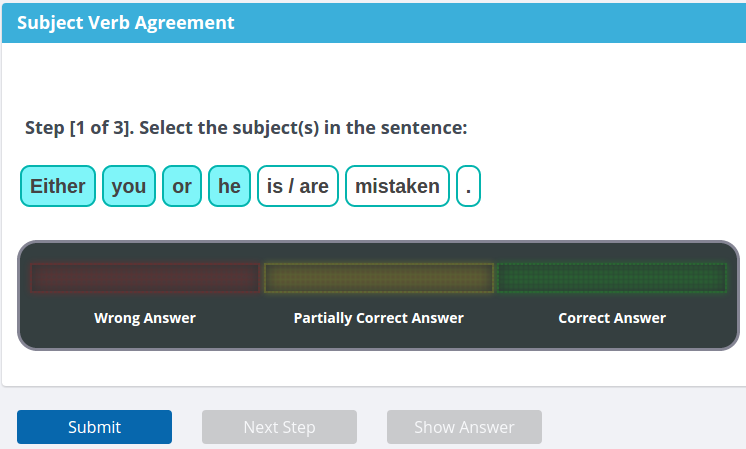 Subject Verb Agreement
Step [1 of 3]. Select the subject(s) in the sentence:
Either you or he is / are mistaken .
Wrong Answer Partially Correct Answer Correct Answer
Submit Next Step Show Answer